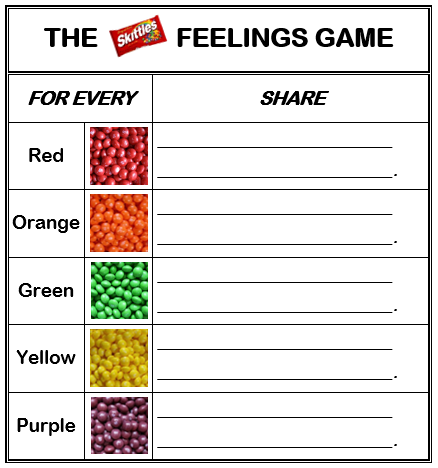 THE Skittles FEELINGS GAME
FOR EVERY SHARE
Red
.
Orange
.
Green
.
Yellow
.
Purple
.